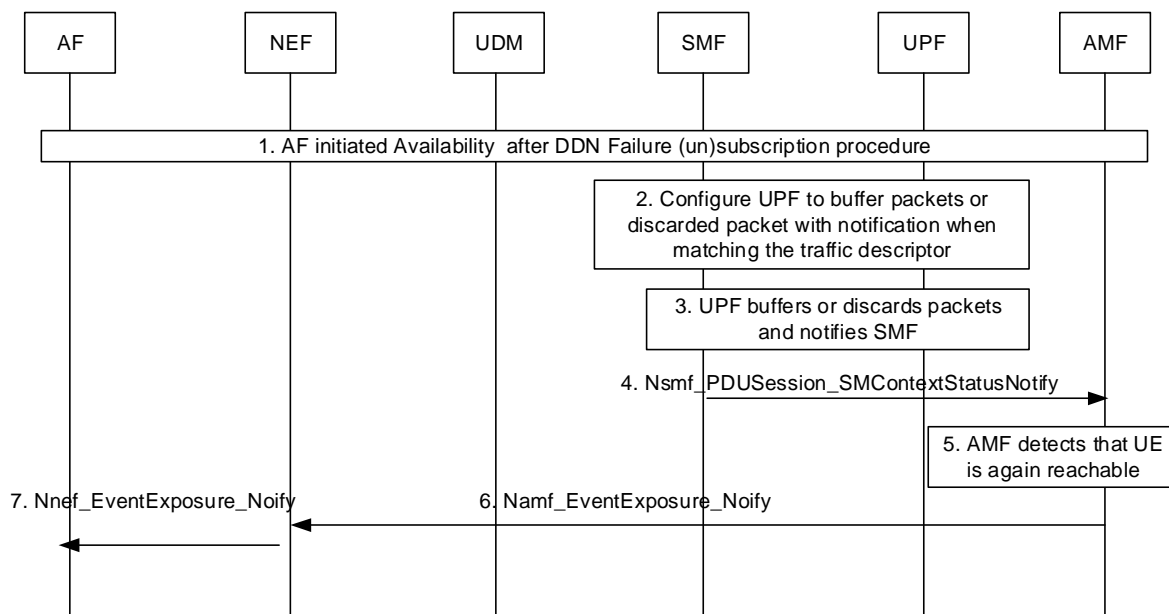 AF NEF UDM SMF UPF AMF
1. AF initiated Availability after DDN Failure (un)subscription procedure
2. Configure UPF to buffer packets or
discarded packet with notification when
matching the traffic descriptor
3. UPF buffers or discards packets
and notifies SMF
4. Nsmf_PDUSession_SMContextStatusNotify
5. AMF detects that UE
is again reachable
7. Nnef_EventExposure_Noify
6. Namf_EventExposure_Noify